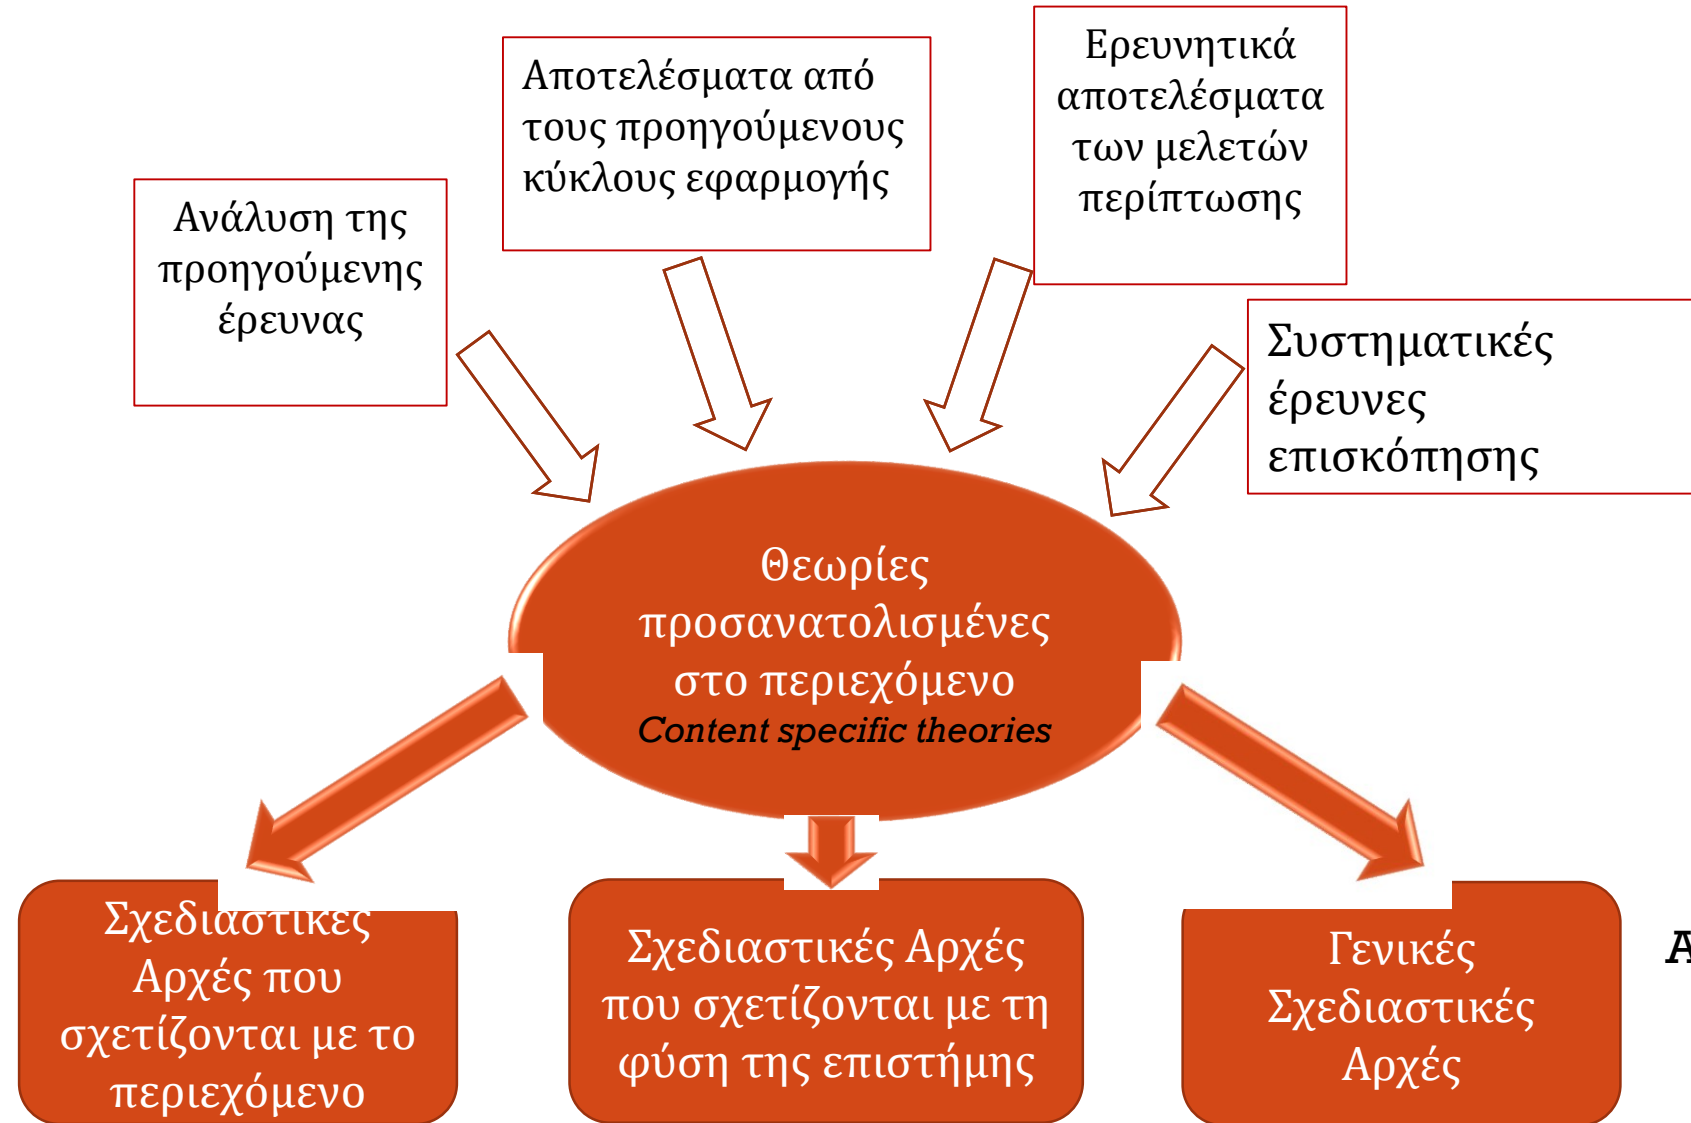 Ανάλυση της
προηγούμενης
έρευνας
Αποτελέσματα από
τους προηγούμενους
κύκλους εφαρμογής
Ερευνητικά
αποτελέσματα
των μελετών
περίπτωσης
Συστηματικές
έρευνες
επισκόπησης
Θεωρίες
προσανατολισμένες
στο περιεχόμενο
Content specific theories
Σχεδιαστικές
Αρχές που
σχετίζονται με το
περιεχόμενο
Σχεδιαστικές Αρχές
που σχετίζονται με τη
φύση της επιστήμης
Γενικές
Σχεδιαστικές
Αρχές
A